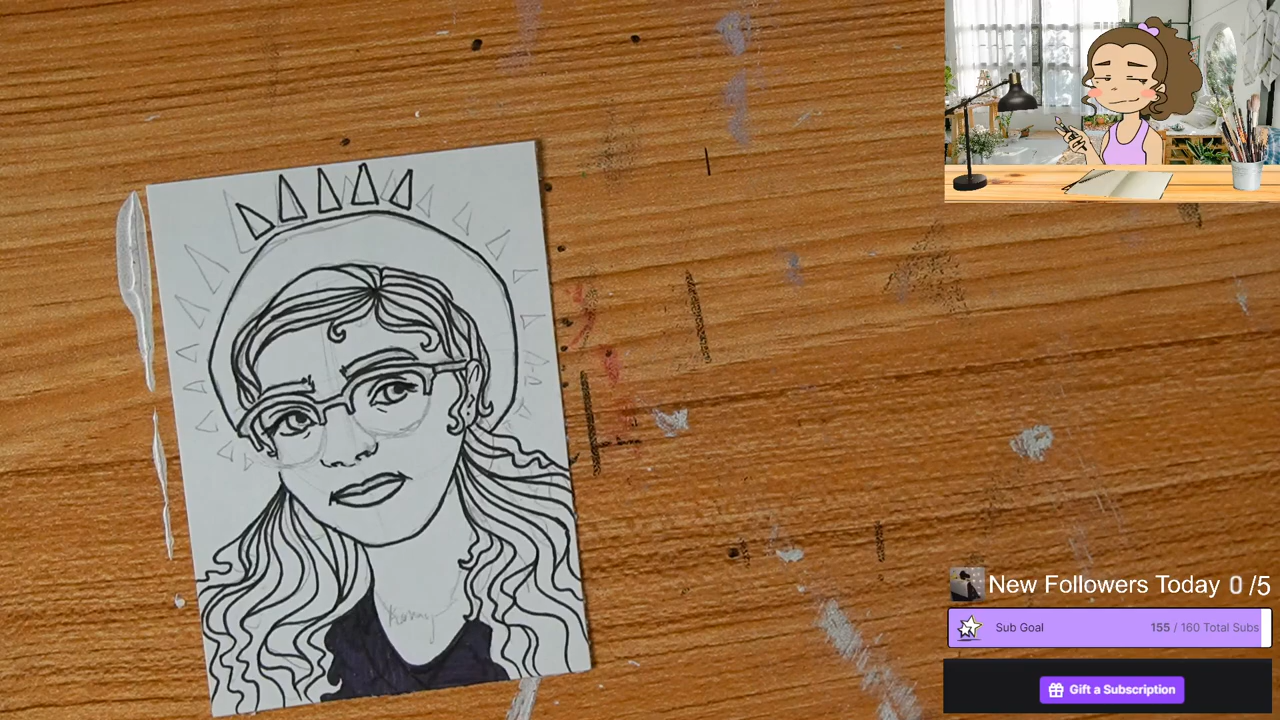 New Followers Today 0 /5
Sub Goal 155 / 160 Total Subs
Gift a Subscription